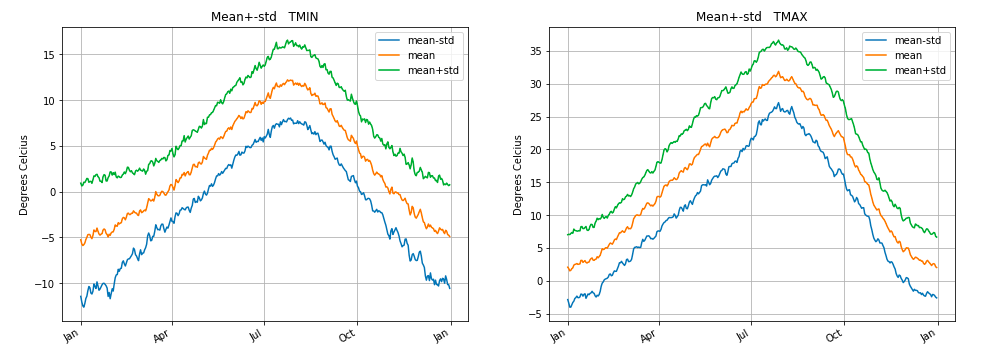 Mean+-std TMIN
Degrees Celcius
15
10
5
0
−5
−10
Jan
Apr
Jul
Oct
Jan
mean-std
mean
mean+std
Mean+-std TMAX
Degrees Celcius
35
30
25
20
15
10
5
0
−5
Jan
Apr
Jul
Oct
Jan
mean-std
mean
mean+std